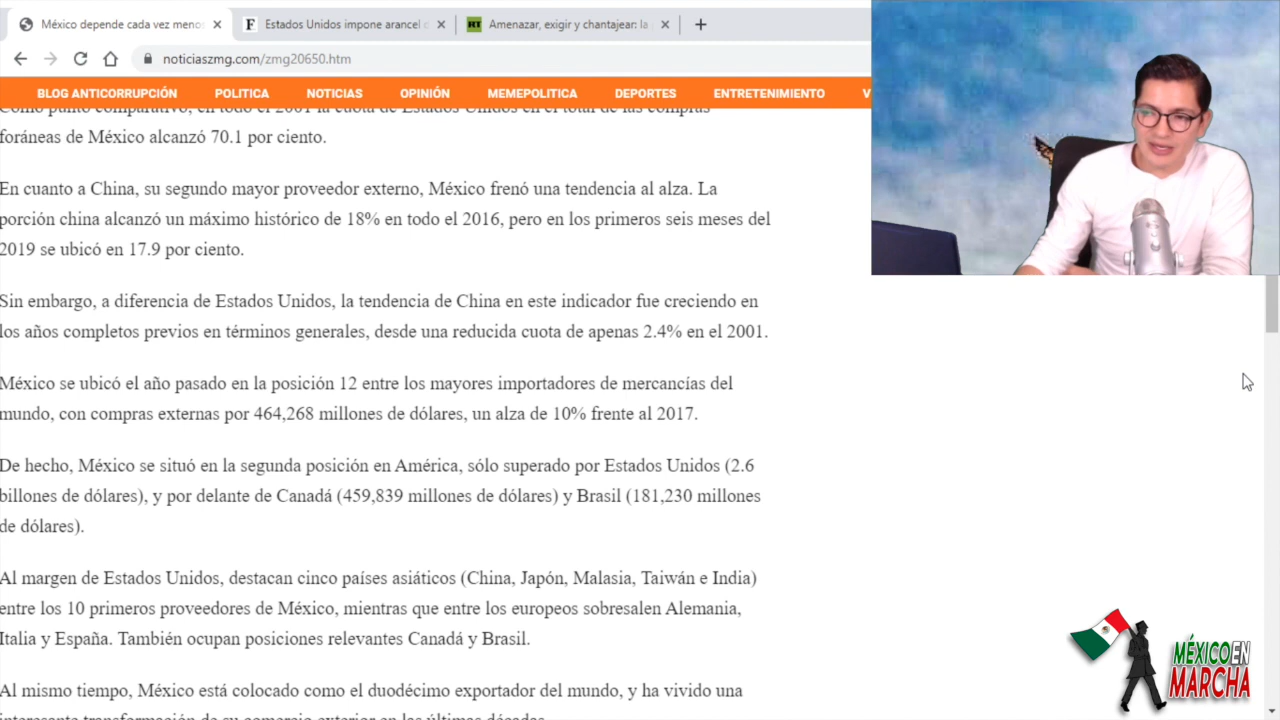 México depende cada vez menos
Estados Unidos impone arancel
Amenazar, exigir y chantajear: la
noticiaszmg.com/zmg20650.htm
BLOG ANTICORRUPCIÓN POLITICA NOTICIAS OPINIÓN MEMEPOLITICA DEPORTES ENTRETENIMIENTO V
Como punto comparativo, en todo el 2001 la cuota de Estados Unidos en el total de las compras
foráneas de México alcanzó 70.1 por ciento.
En cuanto a China, su segundo mayor proveedor externo, México frenó una tendencia al alza. La
porción china alcanzó un máximo histórico de 18% en todo el 2016, pero en los primeros seis meses del
2019 se ubicó en 17.9 por ciento.
Sin embargo, a diferencia de Estados Unidos, la tendencia de China en este indicador fue creciendo en
los años completos previos en términos generales, desde una reducida cuota de apenas 2.4% en el 2001.
México se ubicó el año pasado en la posición 12 entre los mayores importadores de mercancías del
mundo, con compras externas por 464,268 millones de dólares, un alza de 10% frente al 2017.
De hecho, México se situó en la segunda posición en América, sólo superado por Estados Unidos (2.6
billones de dólares), y por delante de Canadá (459,839 millones de dólares) y Brasil (181,230 millones
de dólares).
Al margen de Estados Unidos, destacan cinco países asiáticos (China, Japón, Malasia, Taiwán e India)
entre los 10 primeros proveedores de México, mientras que entre los europeos sobresalen Alemania,
Italia y España. También ocupan posiciones relevantes Canadá y Brasil.
Al mismo tiempo, México está colocado como el duodécimo exportador del mundo, y ha vivido una
interesante transformación de su comercio exterior en las últimas décadas.
MÉXICO EN
MARCHA